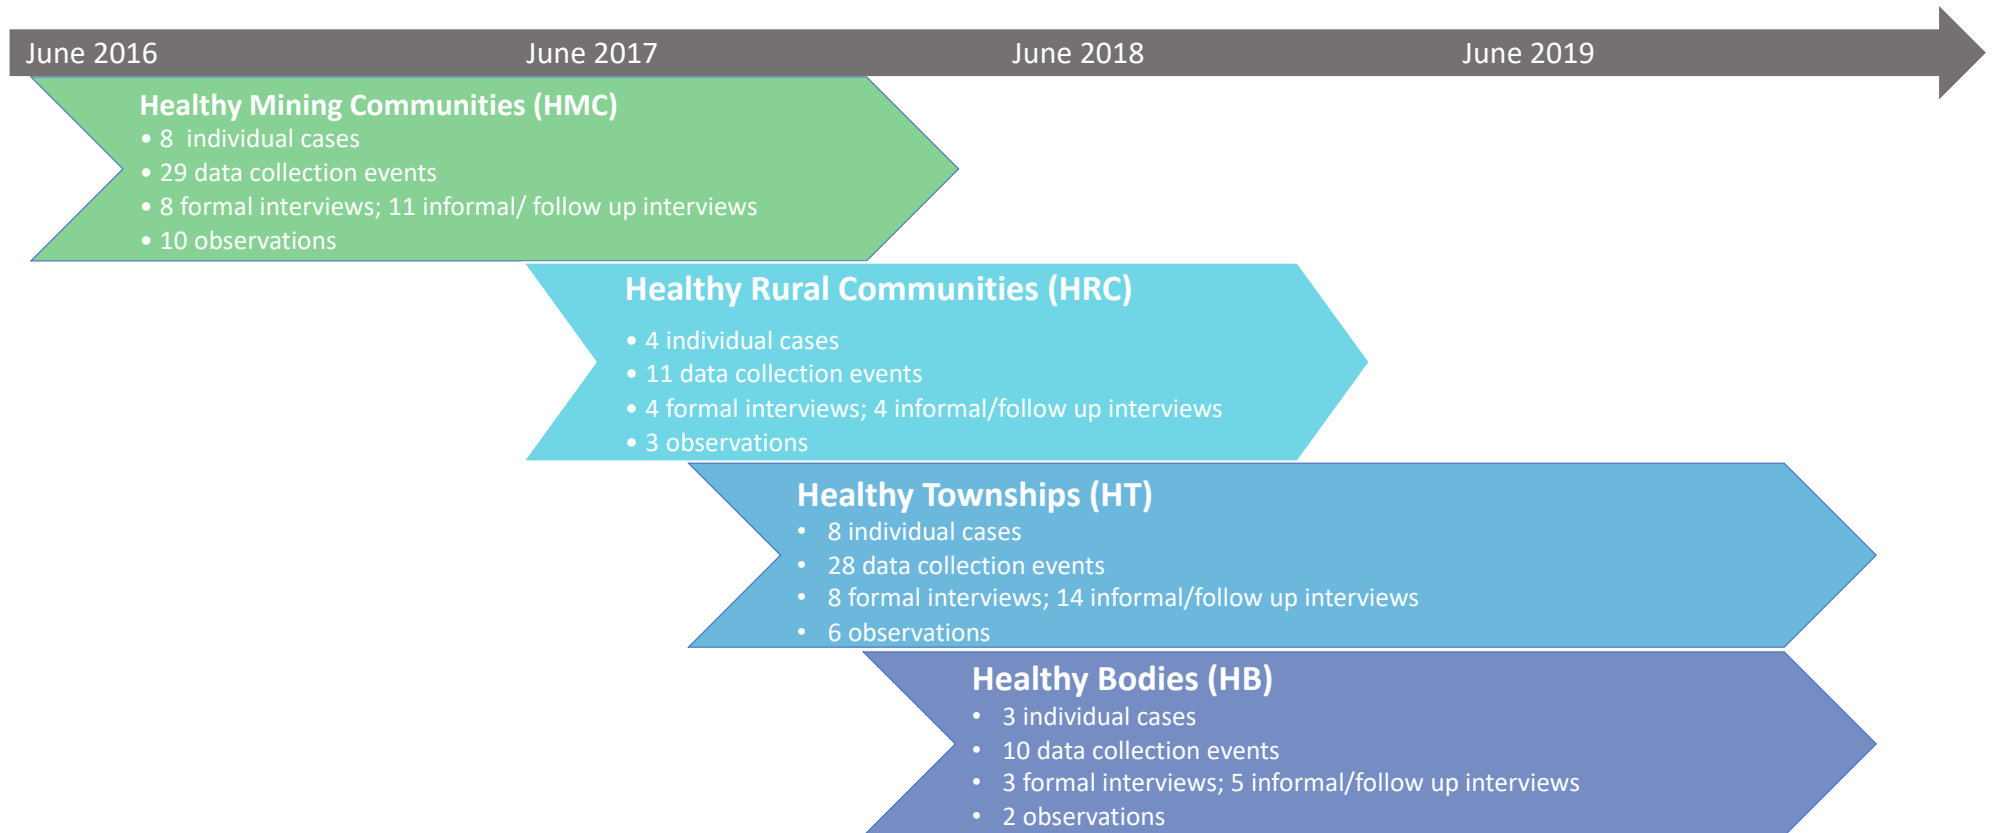 June 2016 June 2017 June 2018 June 2019
Healthy Mining Communities (HMC)
• 8 individual cases
• 29 data collection events
• 8 formal interviews; 11 informal/ follow up interviews
• 10 observations
Healthy Rural Communities (HRC)
• 4 individual cases
• 11 data collection events
• 4 formal interviews; 4 informal/follow up interviews
• 3 observations
Healthy Townships (HT)
• 8 individual cases
• 28 data collection events
• 8 formal interviews; 14 informal/follow up interviews
• 6 observations
Healthy Bodies (HB)
• 3 individual cases
• 10 data collection events
• 3 formal interviews; 5 informal/follow up interviews
• 2 observations